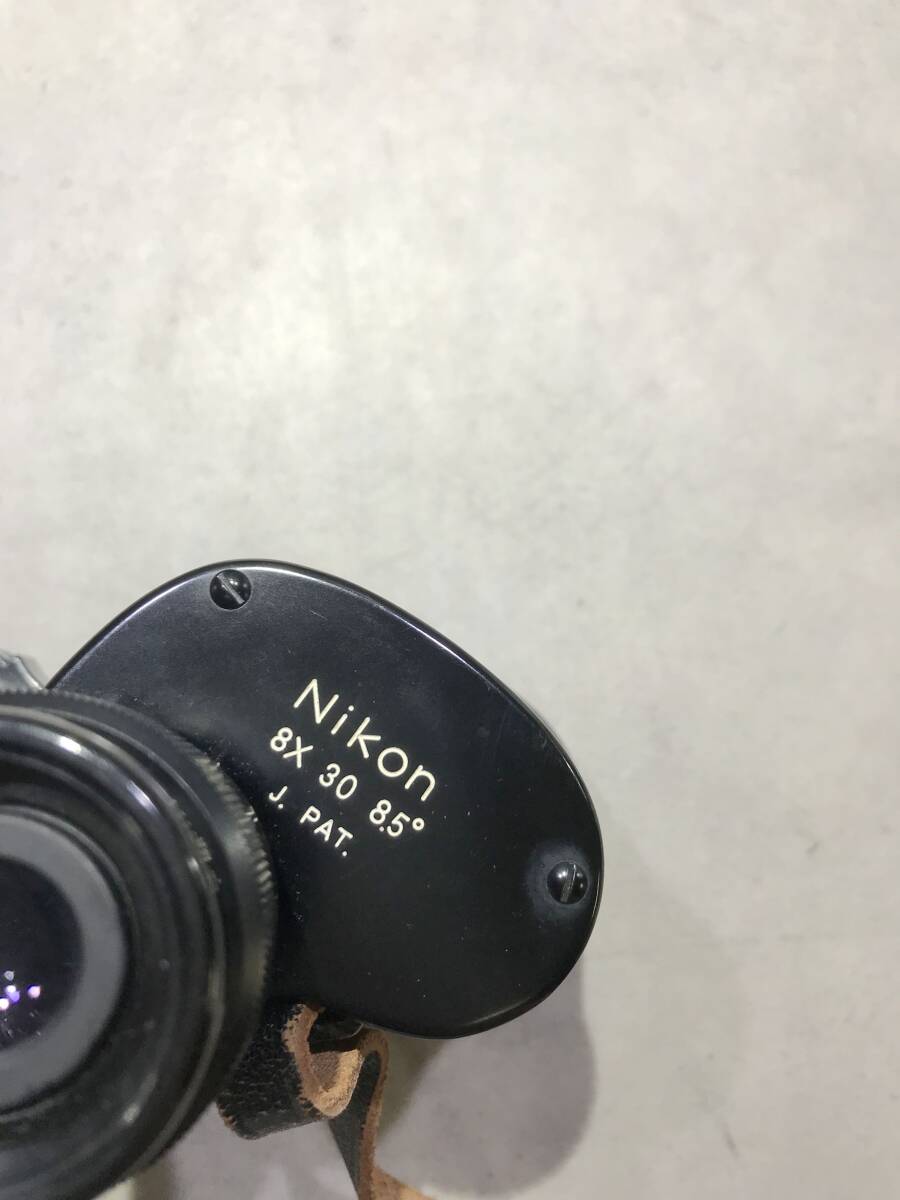 Nikon
8X 30 8.5°
J. PAT.